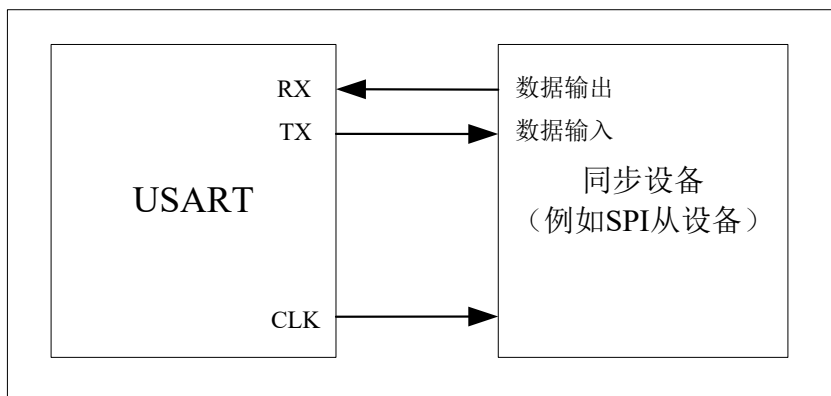 RX
数据输出
TX
数据输入
USART
同步设备
（例如SPI从设备）
CLK